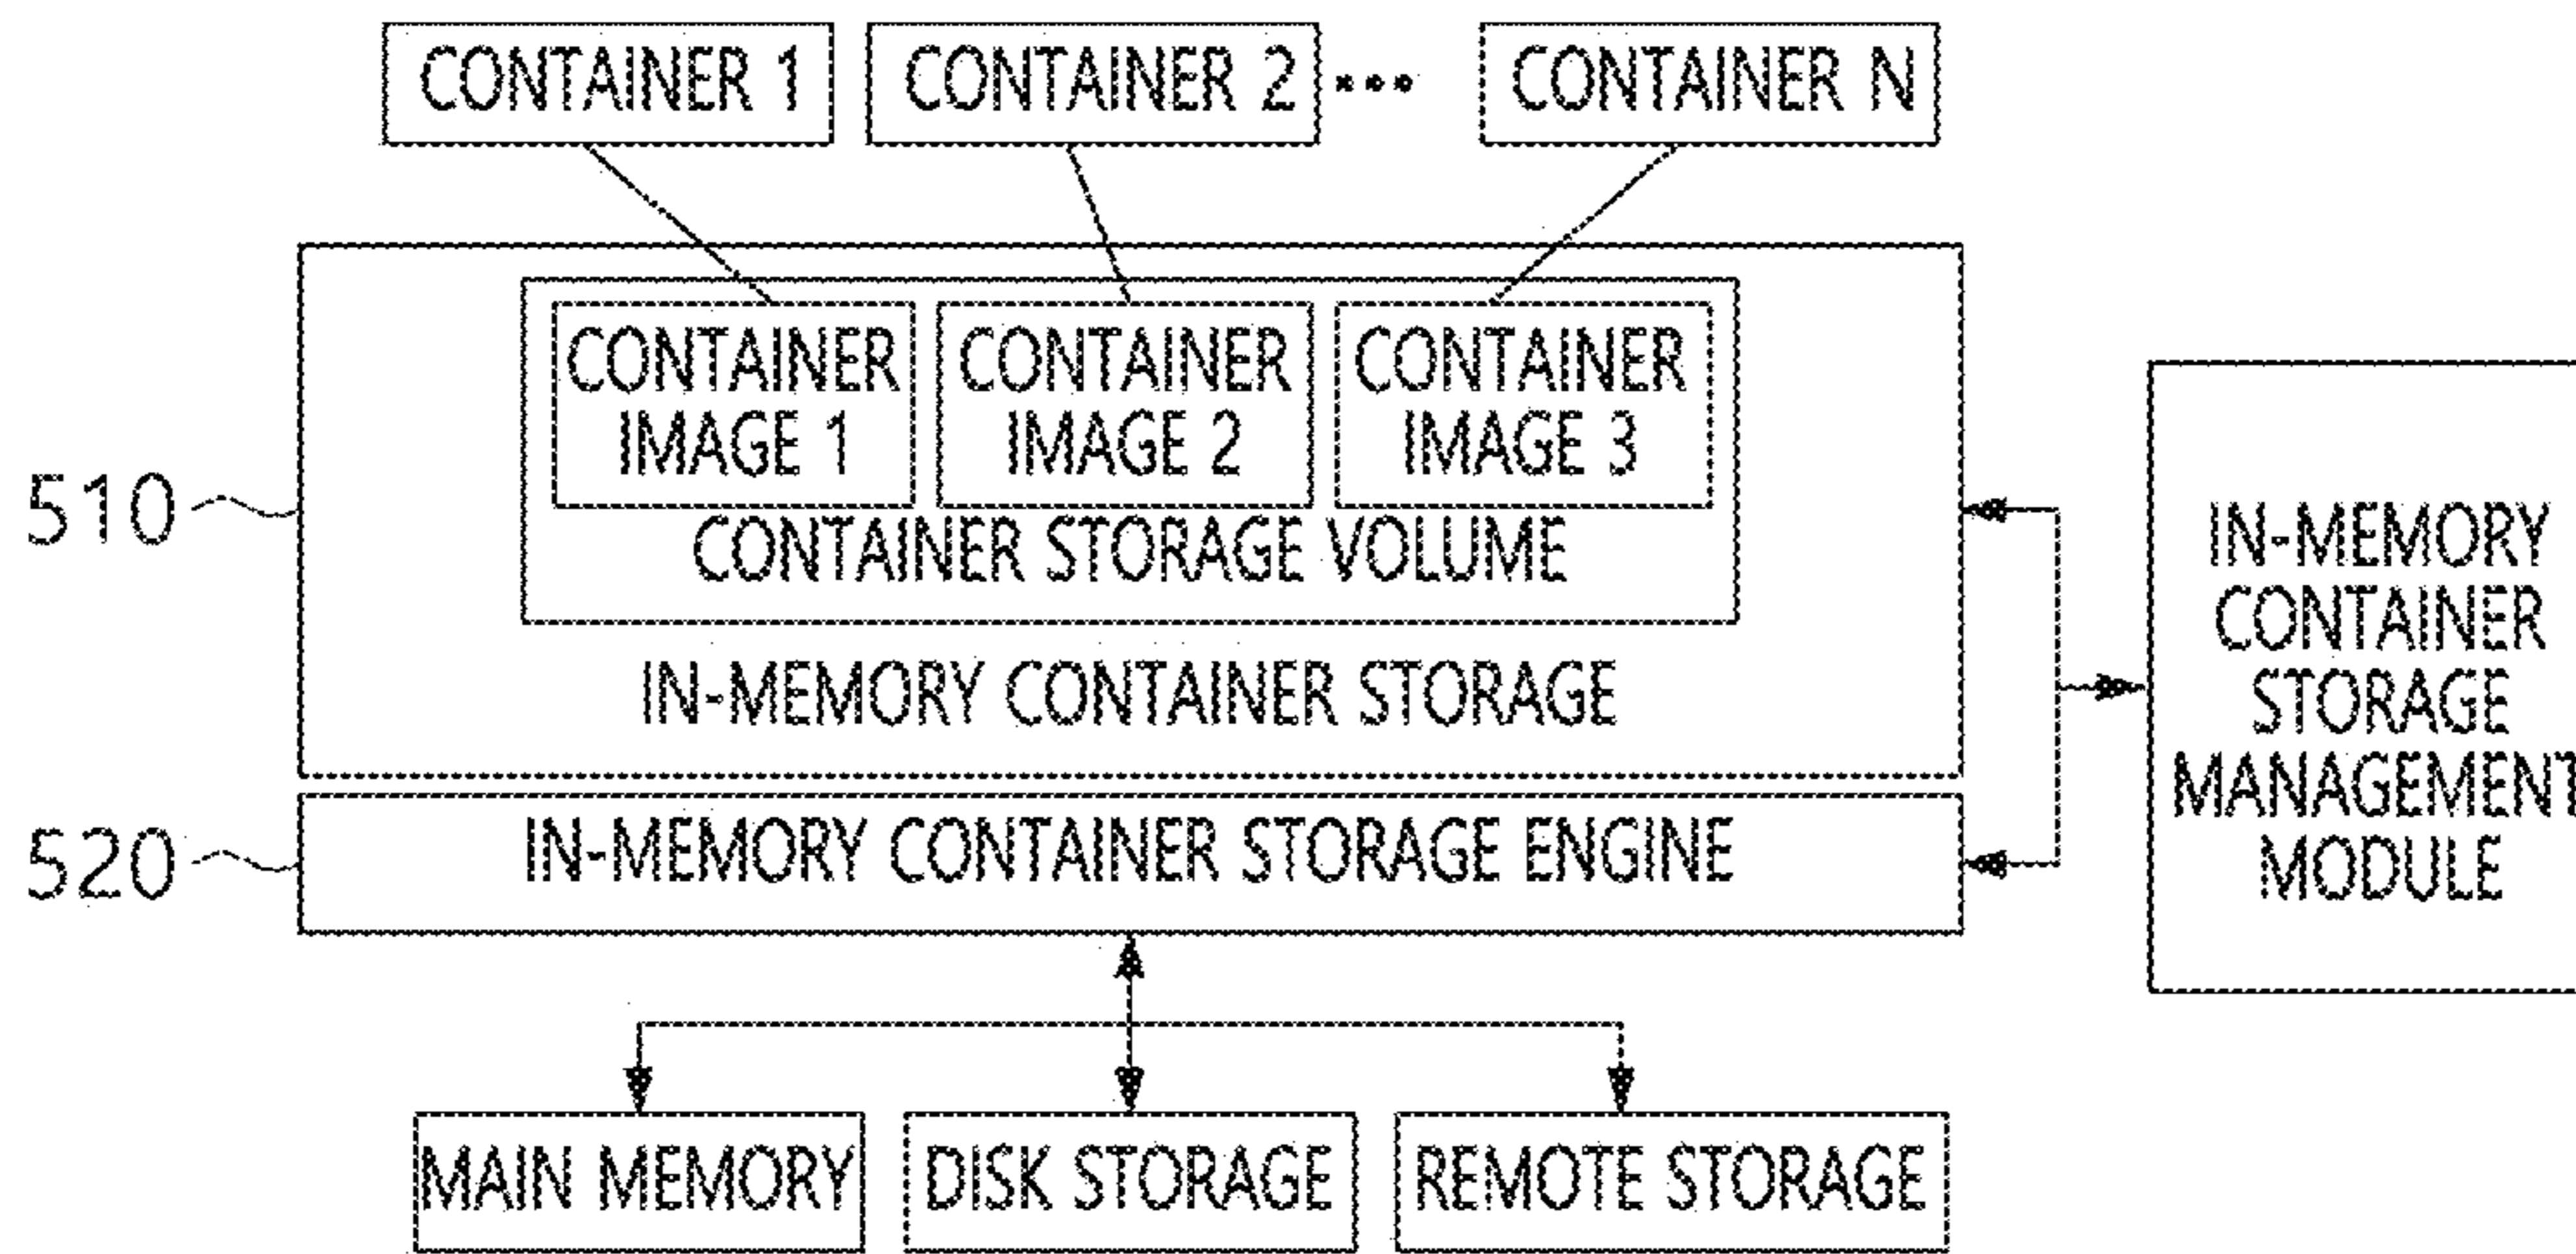 CONTAINER 1
CONTAINER 2
•••
CONTAINER N
CONTAINER
IMAGE 1
CONTAINER
IMAGE 2
CONTAINER
IMAGE 3
CONTAINER STORAGE VOLUME
510
IN-MEMORY CONTAINER STORAGE
IN-MEMORY
CONTAINER
STORAGE
MANAGEMENT
MODULE
520
IN-MEMORY CONTAINER STORAGE ENGINE
MAIN MEMORY
DISK STORAGE
REMOTE STORAGE